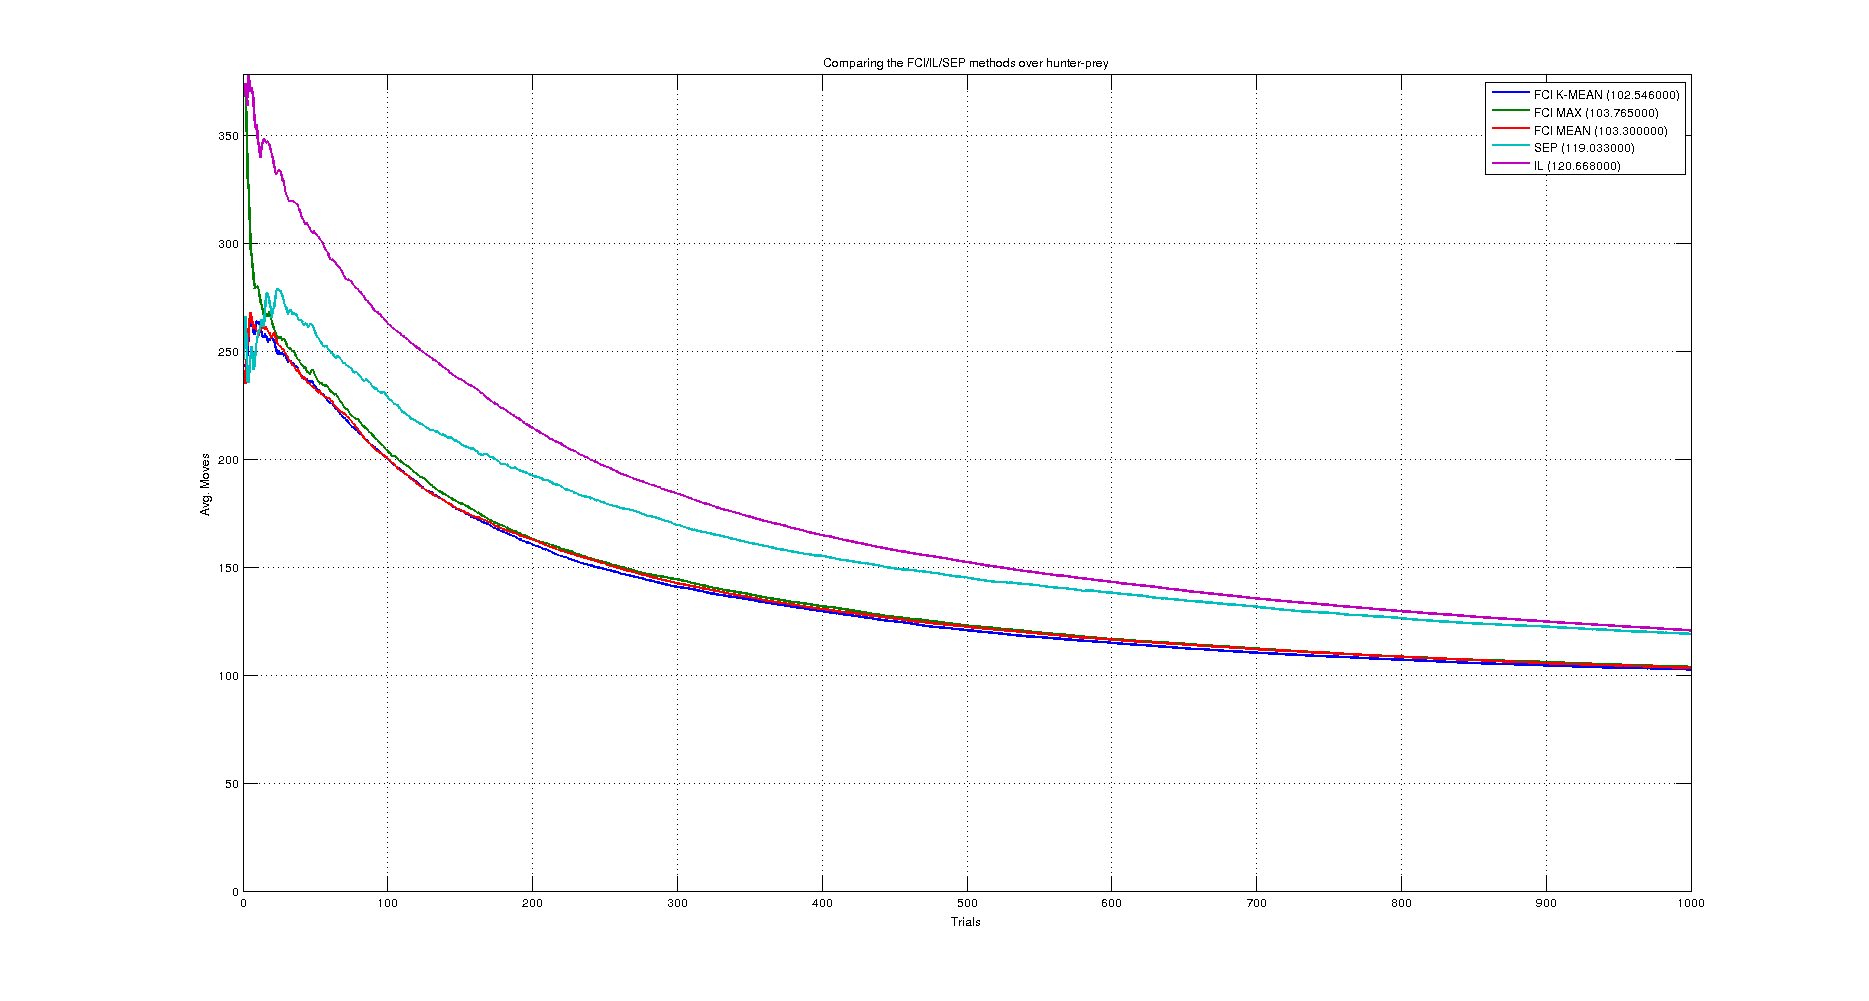 Comparing the FCI/IL/SEP methods over hunter-prey
FCI K-MEAN (102.546000)
FCI MAX (103.765000)
FCI MEAN (103.300000)
SEP (119.033000)
IL (120.668000)
350
300
250
200
150
100
50
0
Avg. Moves
0 100 200 300 400 500 600 700 800 900 1000
Trials